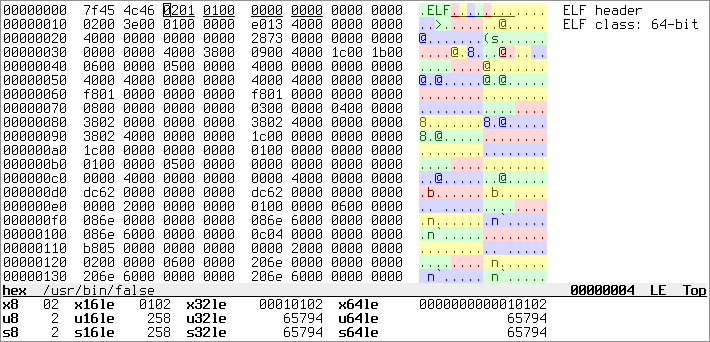 00000000 7f45 4c46 0201 0100 0000 0000 0000 0000 .ELF............ ELF header
00000010 0200 3e00 0100 0000 e013 4000 0000 0000 ..>.......@..... ELF class: 64-bit
00000020 4000 0000 0000 0000 2873 0000 0000 0000 @.......(s......
00000030 0000 0000 4000 3800 0900 4000 1c00 1b00 ....@.8...@.....
00000040 0600 0000 0500 0000 4000 0000 0000 0000 ........@.......
00000050 4000 4000 0000 0000 4000 4000 0000 0000 @.@.....@.@.....
00000060 f801 0000 0000 0000 f801 0000 0000 0000 ................
00000070 0800 0000 0000 0000 0300 0000 0400 0000 ................
00000080 3802 0000 0000 0000 3802 4000 0000 0000 8.......8.@.....
00000090 3802 4000 0000 0000 1c00 0000 0000 0000 8.@.............
000000a0 1c00 0000 0000 0000 0100 0000 0000 0000 ................
000000b0 0100 0000 0500 0000 0000 0000 0000 0000 ................
000000c0 0000 4000 0000 0000 0000 4000 0000 0000 ..@.......@.....
000000d0 dc62 0000 0000 0000 dc62 0000 0000 0000 .b.......b......
000000e0 0000 2000 0000 0000 0100 0000 0600 0000 .. .............
000000f0 086e 0000 0000 0000 086e 6000 0000 0000 .n.......n`.....
00000100 086e 6000 0000 0000 0c04 0000 0000 0000 .n`.............
00000110 b805 0000 0000 0000 0000 2000 0000 0000 .......... .....
00000120 0200 0000 0600 0000 206e 0000 0000 0000 ........ n......
00000130 206e 6000 0000 0000 206e 6000 0000 0000  n`..... n`.....
hex /usr/bin/false 00000004 LE Top
x8 02 x16le 0102 x32le 00010102 x64le 0000000000010102
u8 2 u16le 258 u32le 65794 u64le 65794
s8 2 s16le 258 s32le 65794 s64le 65794